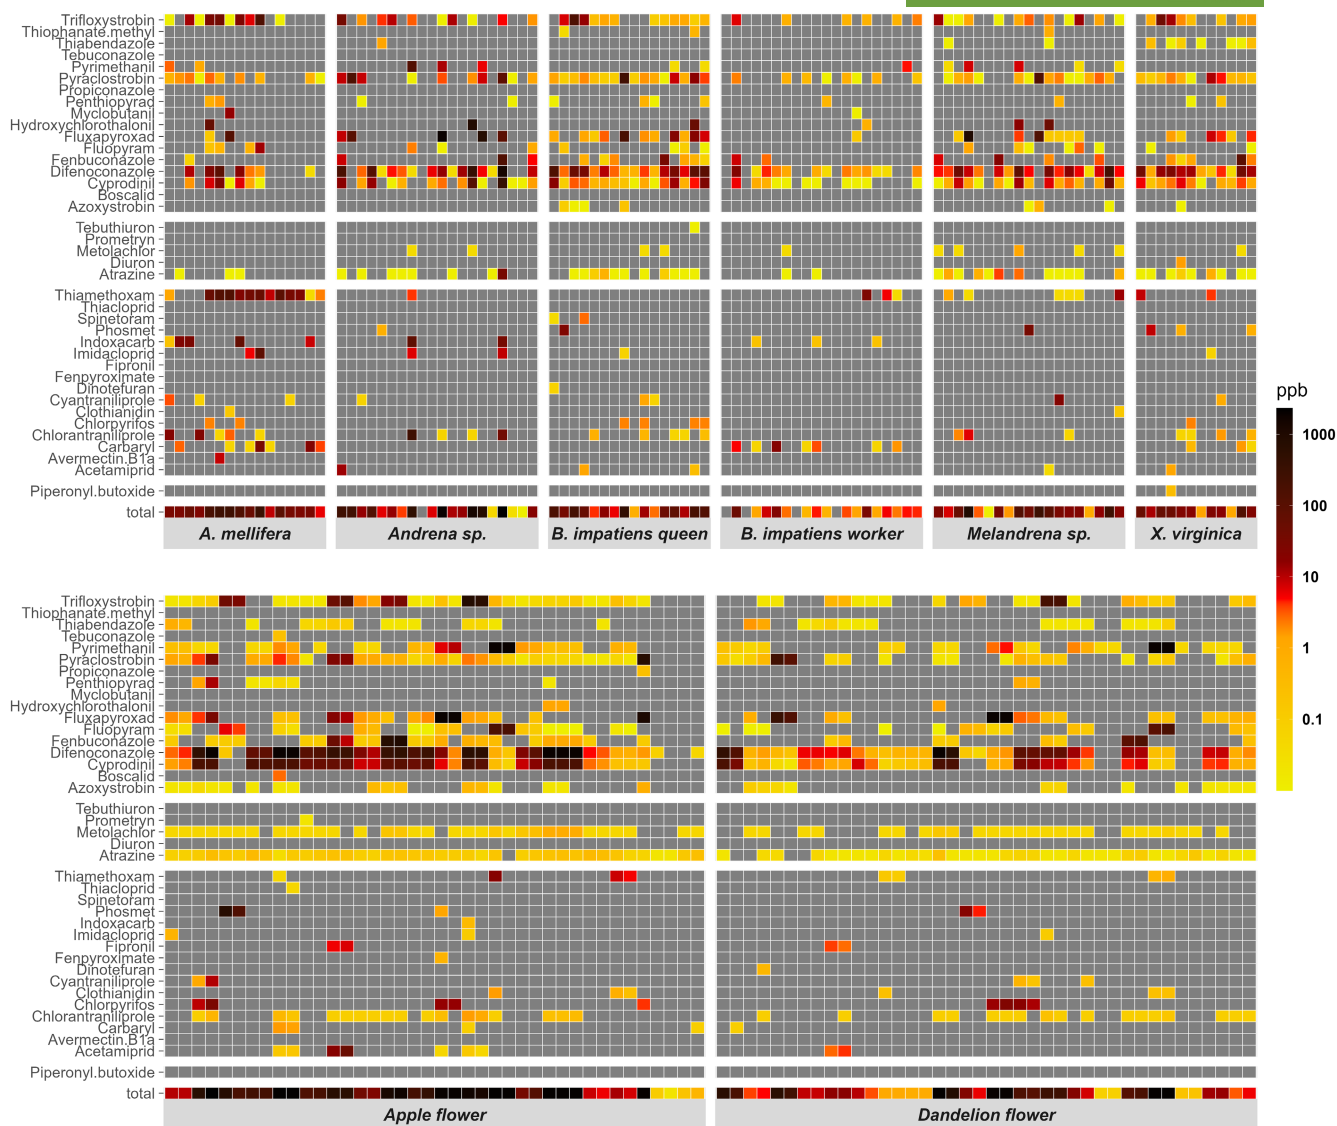 Trifloxystrobin
Thiophanate.methyl
Thiabendazole
Tebuconazole
Pyrimethanil
Pyraclostrobin
Propiconazole
Penthiopyrad
Myclobutanil
Hydroxychlorothalonil
Fluxapyroxad
Fluopyram
Fenbuconazole
Difenoconazole
Cyprodinil
Boscalid
Azoxystrobin
Tebuthiuron
Prometryn
Metolachlor
Diuron
Atrazine
Thiamethoxam
Thiacloprid
Spinetoram
Phosmet
Indoxacarb
Imidacloprid
Fipronil
Fenpyroximate
Dinotefuran
Cyantraniliprole
Clothianidin
Chlorpyrifos
Chlorantraniliprole
Carbaryl
Avermectin.B1a
Acetamiprid
Piperonyl.butoxide
total
A. mellifera Andrena sp. B. impatiens queen B. impatiens worker Melandrena sp. X. virginica
ppb
1000
100
10
1
0.1
Trifloxystrobin
Thiophanate.methyl
Thiabendazole
Tebuconazole
Pyrimethanil
Pyraclostrobin
Propiconazole
Penthiopyrad
Myclobutanil
Hydroxychlorothalonil
Fluxapyroxad
Fluopyram
Fenbuconazole
Difenoconazole
Cyprodinil
Boscalid
Azoxystrobin
Tebuthiuron
Prometryn
Metolachlor
Diuron
Atrazine
Thiamethoxam
Thiacloprid
Spinetoram
Phosmet
Indoxacarb
Imidacloprid
Fipronil
Fenpyroximate
Dinotefuran
Cyantraniliprole
Clothianidin
Chlorpyrifos
Chlorantraniliprole
Carbaryl
Avermectin.B1a
Acetamiprid
Piperonyl.butoxide
total
Apple flower Dandelion flower